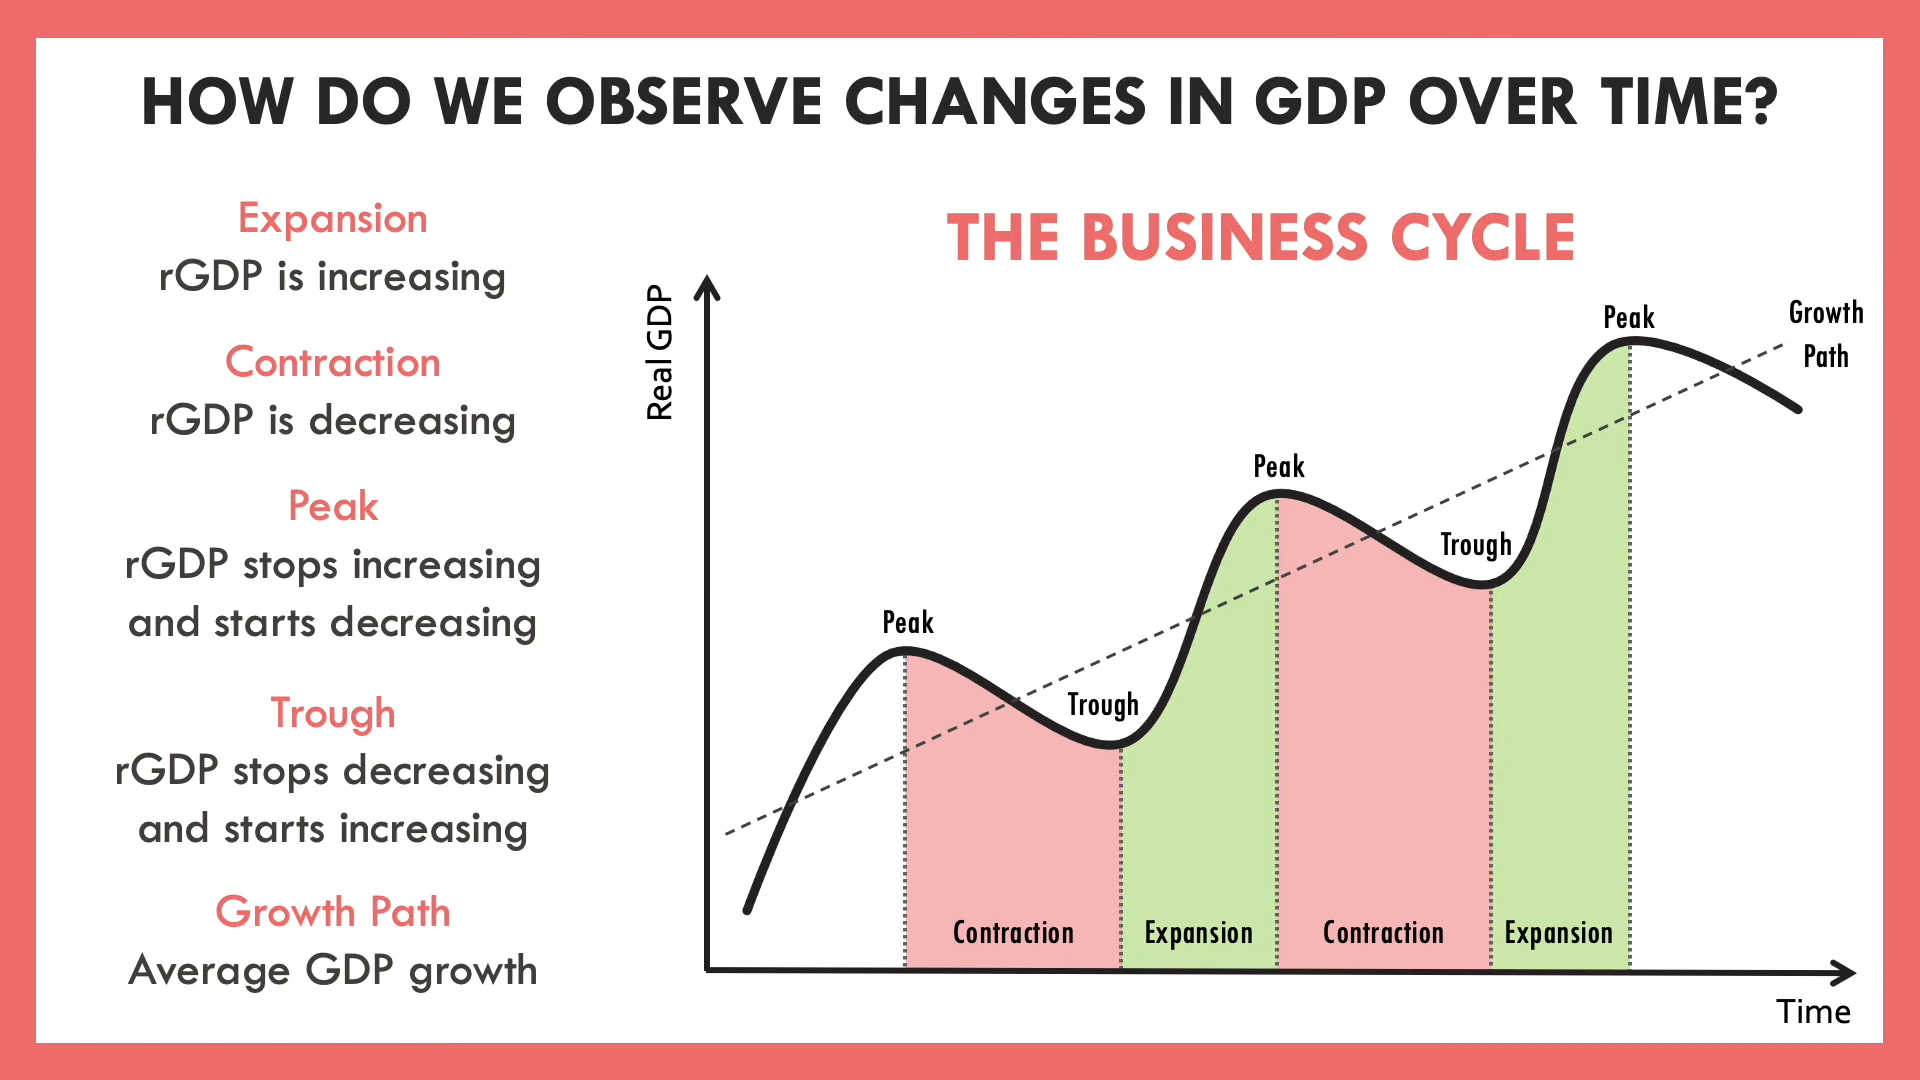 HOW DO WE OBSERVE CHANGES IN GDP OVER TIME?
Expansion
rGDP is increasing
Contraction
rGDP is decreasing
Peak
rGDP stops increasing
and starts decreasing
Trough
rGDP stops decreasing
and starts increasing
Growth Path
Average GDP growth
THE BUSINESS CYCLE
Real GDP
Peak
Trough
Peak
Trough
Peak
Growth
Path
Contraction
Expansion
Contraction
Expansion
Time